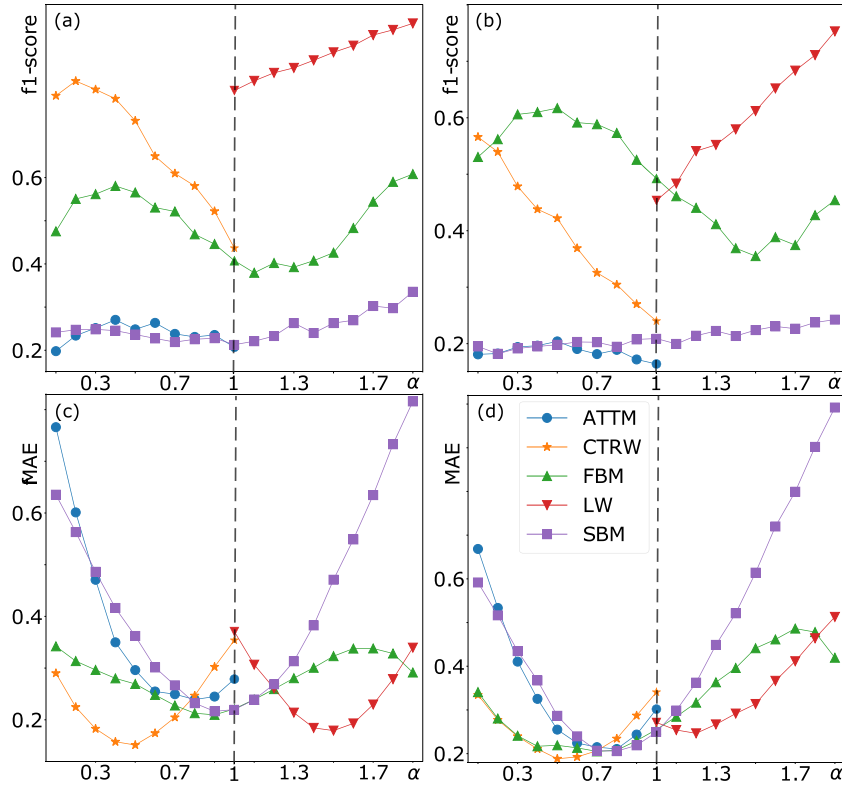 (a)
f1-score
0.6
0.4
0.2
0.3
0.7
1
1.3
1.7
α
(b)
f1-score
0.6
0.4
0.2
0.3
0.7
1
1.3
1.7
α
(c)
MAE
0.6
0.4
0.2
0.3
0.7
1
1.3
1.7
α
(d)
MAE
0.6
0.4
0.2
0.3
0.7
1
1.3
1.7
α
ATTM
CTRW
FBM
LW
SBM